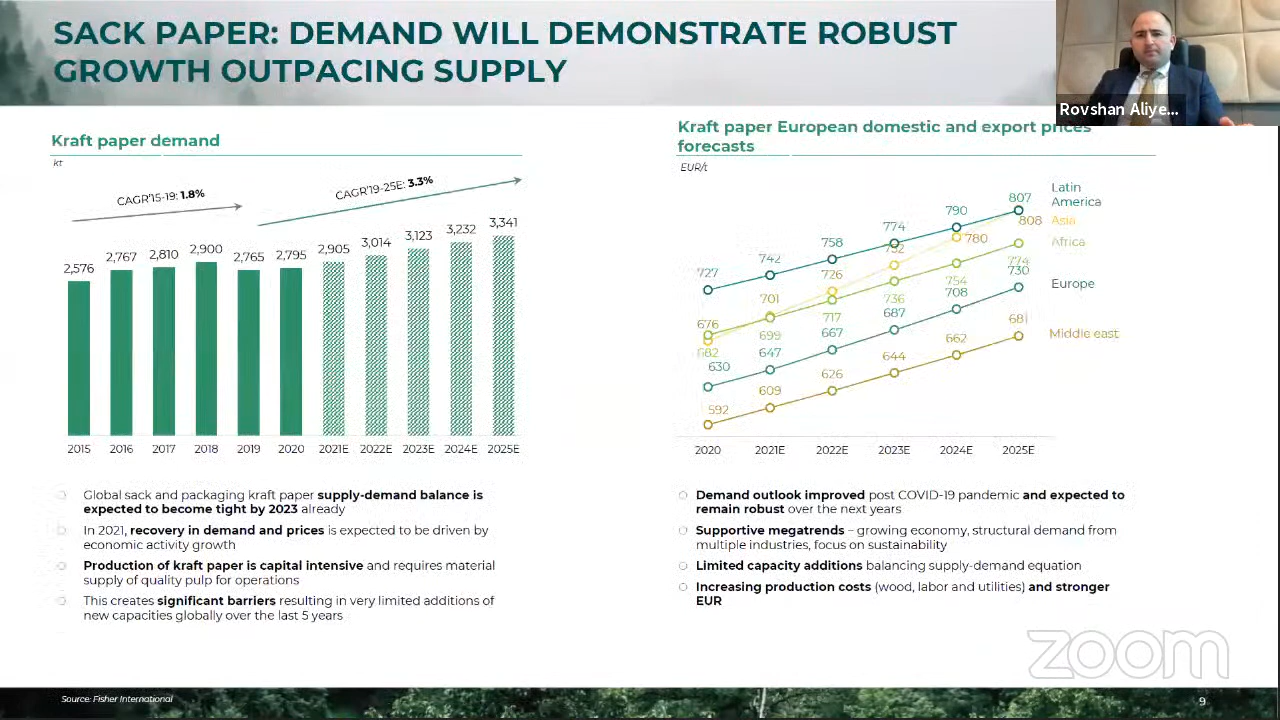 SACK PAPER: DEMAND WILL DEMONSTRATE ROBUST
GROWTH OUTPACING SUPPLY
Rovshan Aliye...
Kraft paper demand
kt
CAGR'15-19: 1.8%
CAGR'19-25E: 3.3%
2,576
2,767
2,810
2,900
2,765
2,795
2,905
3,014
3,123
3,232
3,341
2015
2016
2017
2018
2019
2020
2021E
2022E
2023E
2024E
2025E
Global sack and packaging kraft paper supply-demand balance is
expected to become tight by 2023 already
In 2021, recovery in demand and prices is expected to be driven by
economic activity growth
Production of kraft paper is capital intensive and requires material
supply of quality pulp for operations
This creates significant barriers resulting in very limited additions of
new capacities globally over the last 5 years
Kraft paper European domestic and export prices
forecasts
EUR/t
727
742
758
774
790
807
Latin
America
808
Asia
780
752
726
701
676
Africa
774
754
736
717
699
682
730
Europe
708
687
667
647
630
681
Middle east
662
644
626
609
592
2020
2021E
2022E
2023E
2024E
2025E
Demand outlook improved post COVID-19 pandemic and expected to
remain robust over the next years
Supportive megatrends – growing economy, structural demand from
multiple industries, focus on sustainability
Limited capacity additions balancing supply-demand equation
Increasing production costs (wood, labor and utilities) and stronger
EUR
zoom
Source: Fisher International
9